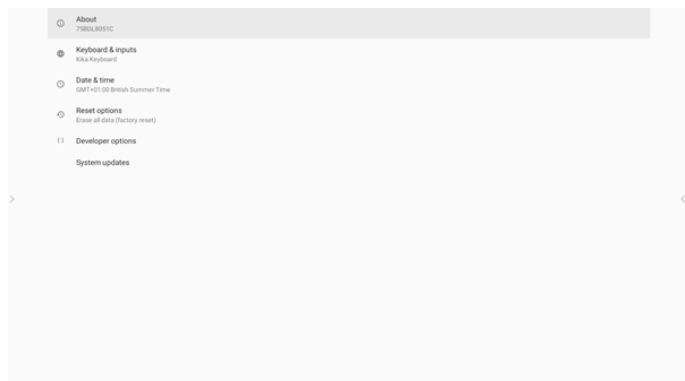 About
75BDL8051C
Keyboard & inputs
Kika Keyboard
Date & time
GMT+01:00 British Summer Time
Reset options
Erase all data (factory reset)
Developer options
System updates